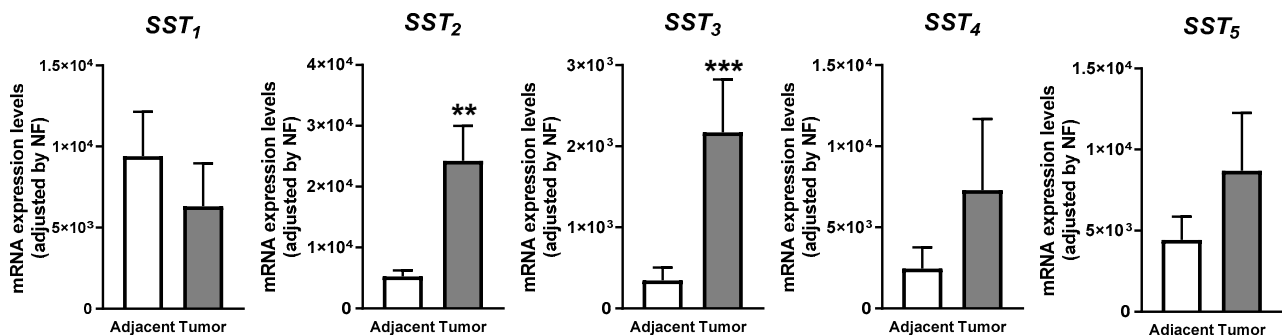 SST₁
mRNA expression levels
(adjusted by NF)
1.5×10⁴
1×10⁴
5×10³
0
Adjacent Tumor
SST₂
mRNA expression levels
(adjusted by NF)
4×10⁴
3×10⁴
2×10⁴
1×10⁴
0
**
Adjacent Tumor
SST₃
mRNA expression levels
(adjusted by NF)
3×10³
2×10³
1×10³
0
***
Adjacent Tumor
SST₄
mRNA expression levels
(adjusted by NF)
1.5×10⁴
1×10⁴
5×10³
0
Adjacent Tumor
SST₅
mRNA expression levels
(adjusted by NF)
1.5×10⁴
1×10⁴
5×10³
0
Adjacent Tumor